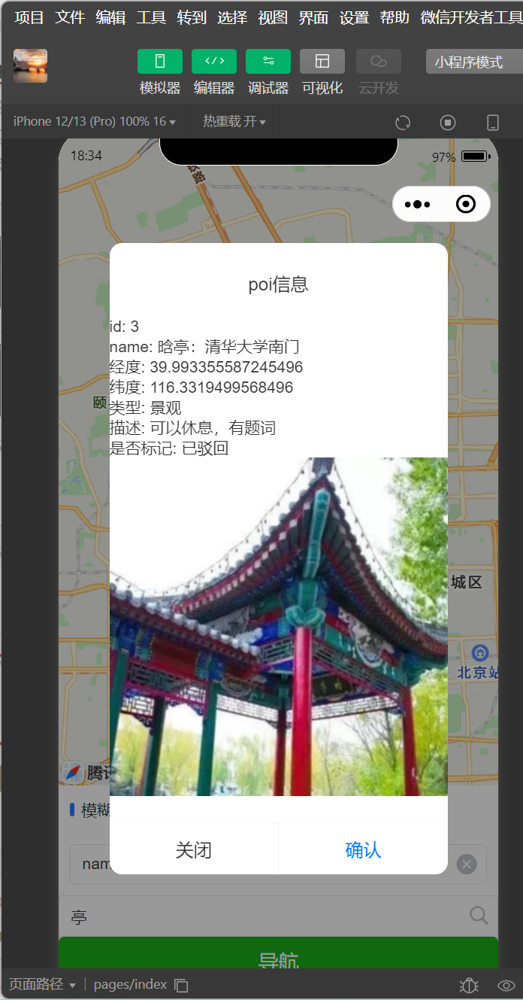 项目 文件 编辑 工具 转到 选择 视图 界面 设置 帮助 微信开发者工具
模拟器 编辑器 调试器 可视化 云开发 小程序模式
iPhone 12/13 (Pro) 100% 16 热重载 开
18:34 97%
铁路
poi信息
id: 3
name: 晗亭：清华大学南门
经度: 39.993355587245496
纬度: 116.3319499568496
颐
类型: 景观
描述: 可以休息，有题词
是否标记: 已驳回
城区
北京站
腾讯
模糊
关闭 确认
nam
亭
导航
页面路径 pages/index